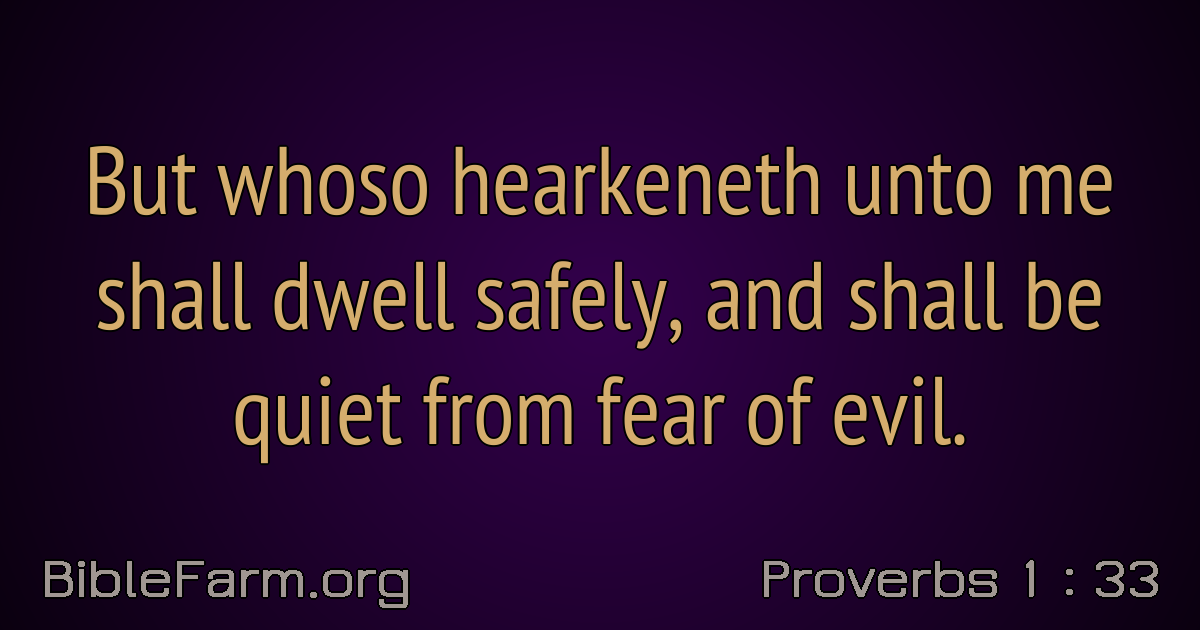 But whoso hearkeneth unto me
shall dwell safely, and shall be
quiet from fear of evil.
BibleFarm.org
Proverbs 1 : 33